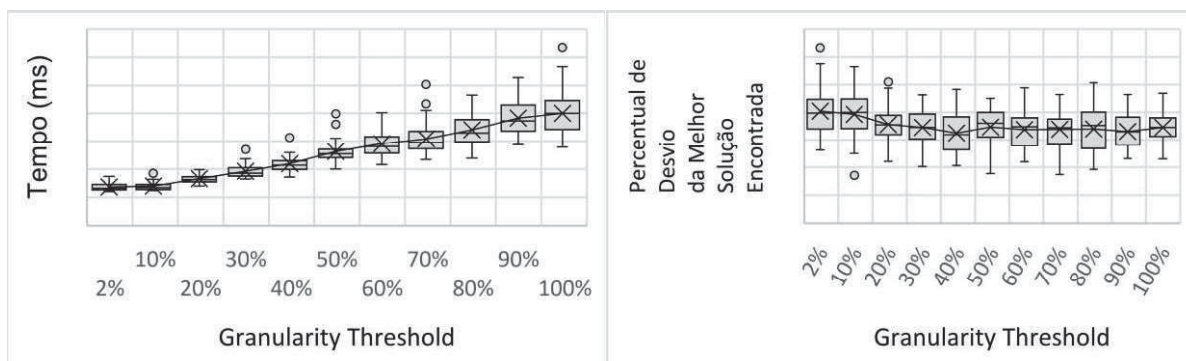 Tempo (ms)
10% 30% 50% 70% 90%
2% 20% 40% 60% 80% 100%
Granularity Threshold
Percentual de
Desvio
da Melhor
Solução
Encontrada
2% 10% 20% 30% 40% 50% 60% 70% 80% 90% 100%
Granularity Threshold